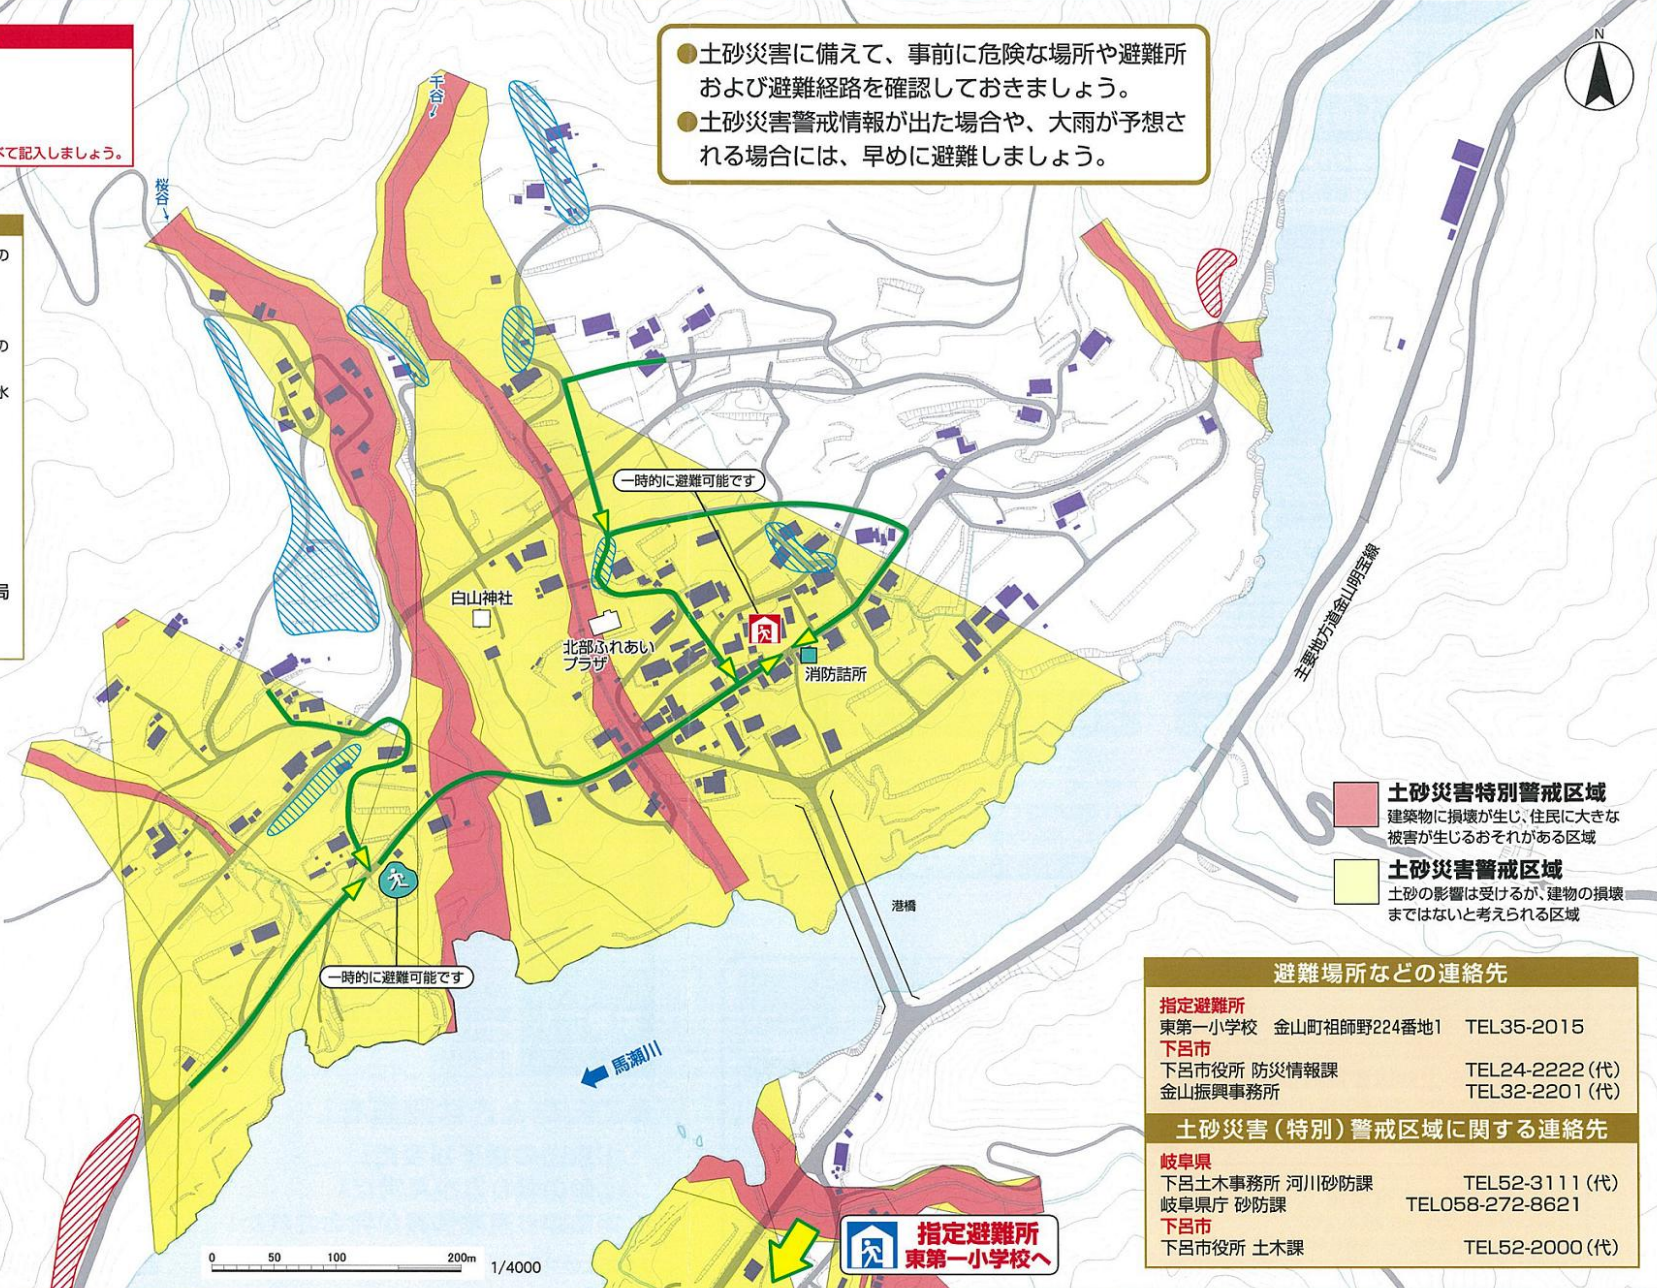 ●土砂災害に備えて、事前に危険な場所や避難所
および避難経路を確認しておきましょう。
●土砂災害警戒情報が出た場合や、大雨が予想さ
れる場合には、早めに避難しましょう。
N
べて記入しましょう。
の
の
水
局
千谷
桜谷
一時的に避難可能です
白山神社
北部ふれあい
プラザ
消防詰所
主要地方道金山明宝線
港橋
一時的に避難可能です
馬瀬川
土砂災害特別警戒区域
建築物に損壊が生じ、住民に大きな
被害が生じるおそれがある区域
土砂災害警戒区域
土砂の影響は受けるが、建物の損壊
まではないと考えられる区域
避難場所などの連絡先
指定避難所
東第一小学校 金山町祖師野224番地1 TEL35-2015
下呂市
下呂市役所 防災情報課 TEL24-2222(代)
金山振興事務所 TEL32-2201(代)
土砂災害(特別)警戒区域に関する連絡先
岐阜県
下呂土木事務所 河川砂防課 TEL52-3111(代)
岐阜県庁 砂防課 TEL058-272-8621
下呂市
下呂市役所 土木課 TEL52-2000(代)
指定避難所
東第一小学校へ
0 50 100 200m
1/4000